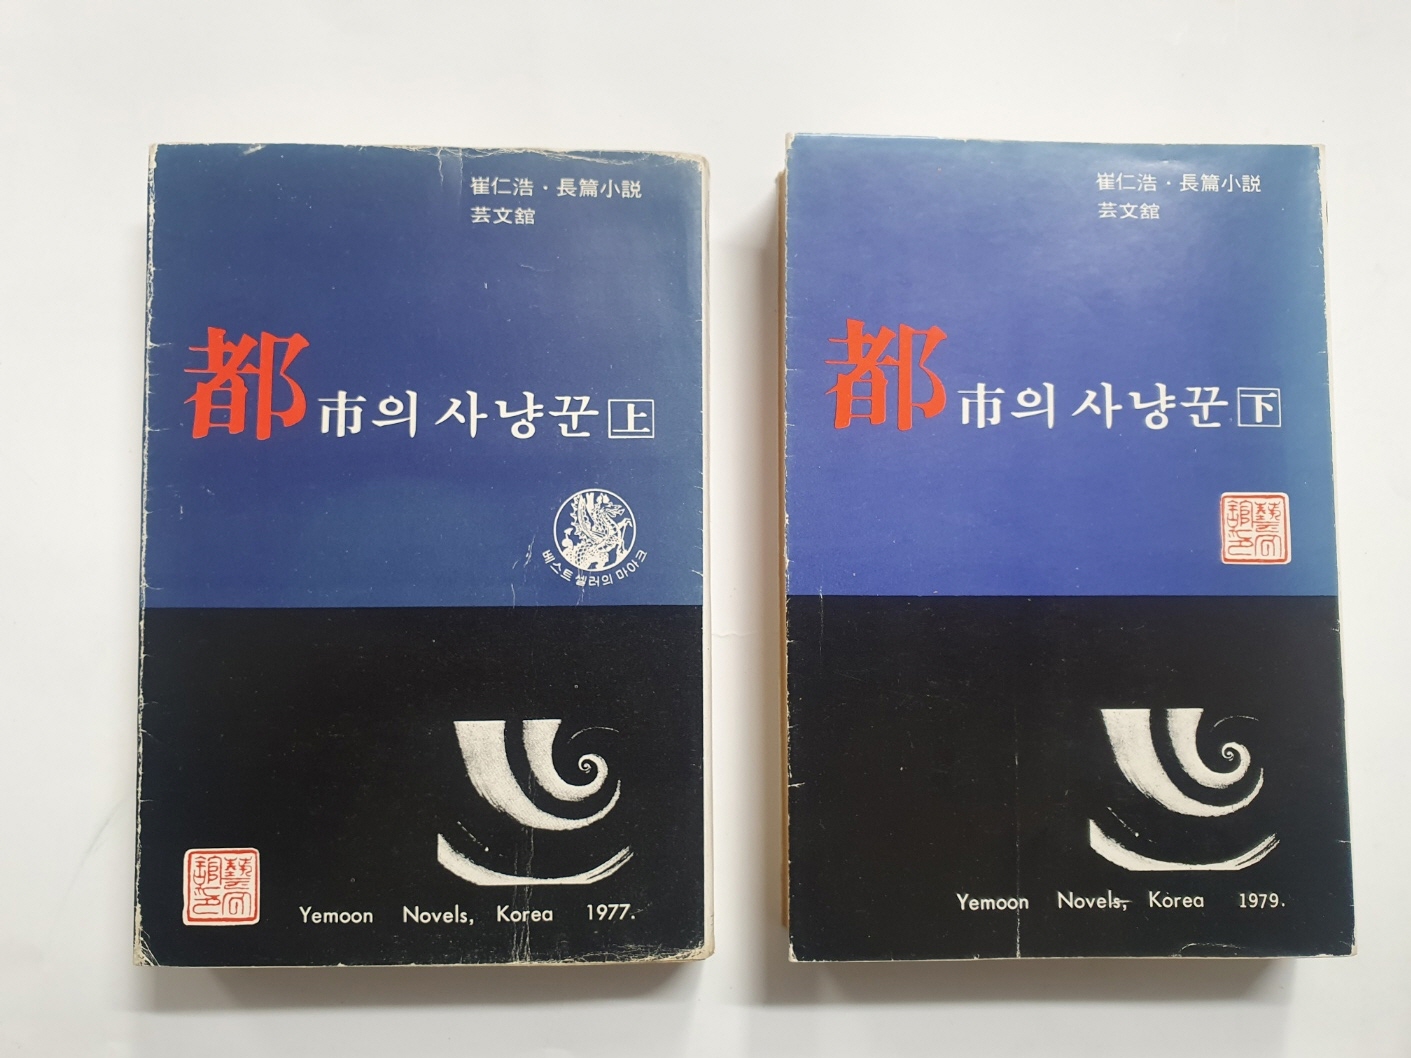 崔仁浩・長篇小説
芸文舘
都市의 사냥꾼 上
베스트셀러의 마아크
Yemoon Novels, Korea 1977.
崔仁浩・長篇小説
芸文舘
都市의 사냥꾼 下
Yemoon Novels, Korea 1979.